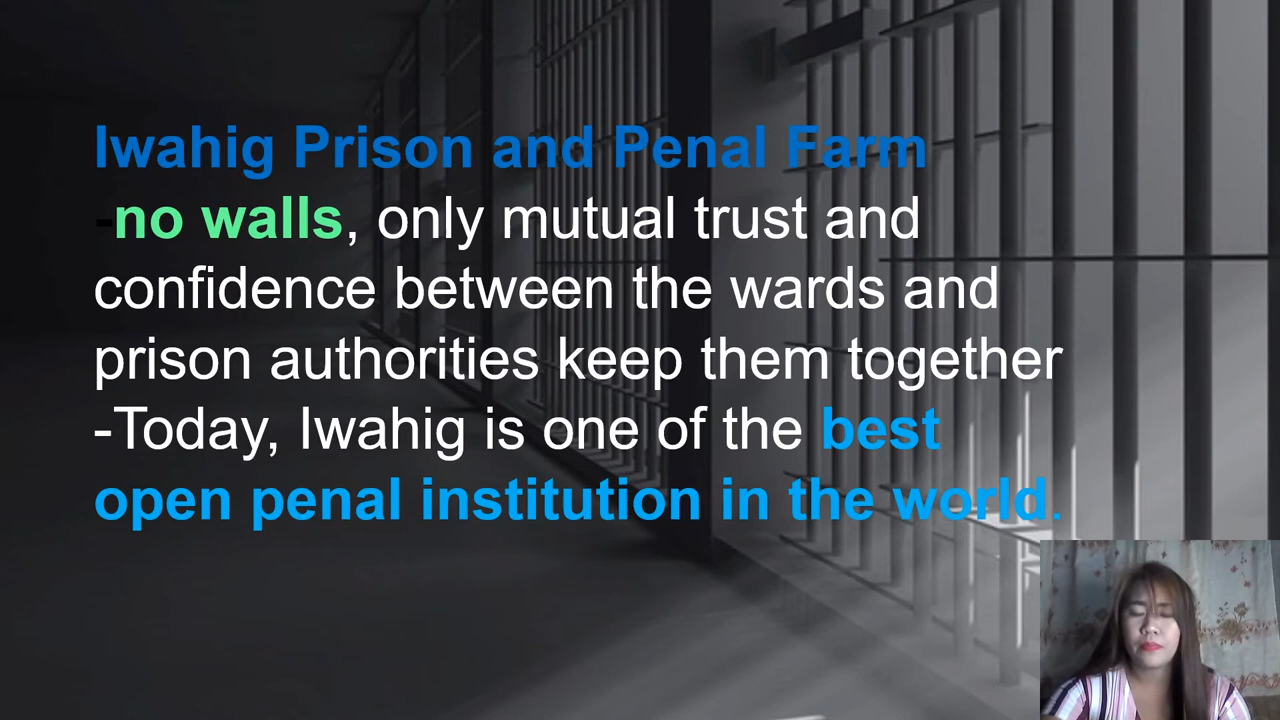 Iwahig Prison and Penal Farm
-no walls, only mutual trust and
confidence between the wards and
prison authorities keep them together
-Today, Iwahig is one of the best
open penal institution in the world.